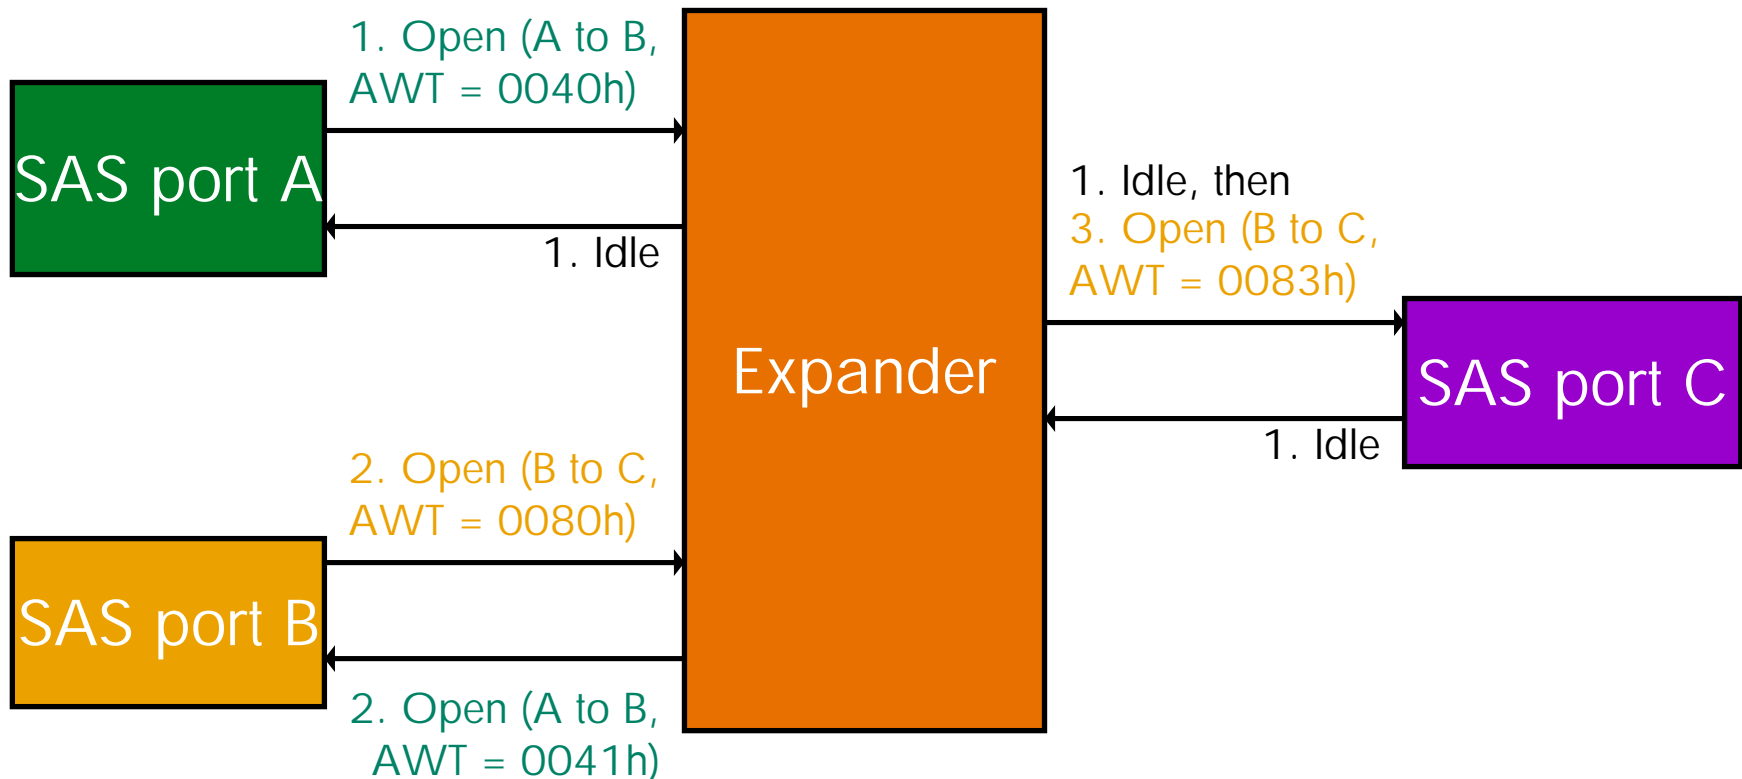 1. Open (A to B,
AWT = 0040h)
SAS port A
1. Idle
1. Idle, then
3. Open (B to C,
AWT = 0083h)
Expander
SAS port C
1. Idle
2. Open (B to C,
AWT = 0080h)
SAS port B
2. Open (A to B,
AWT = 0041h)